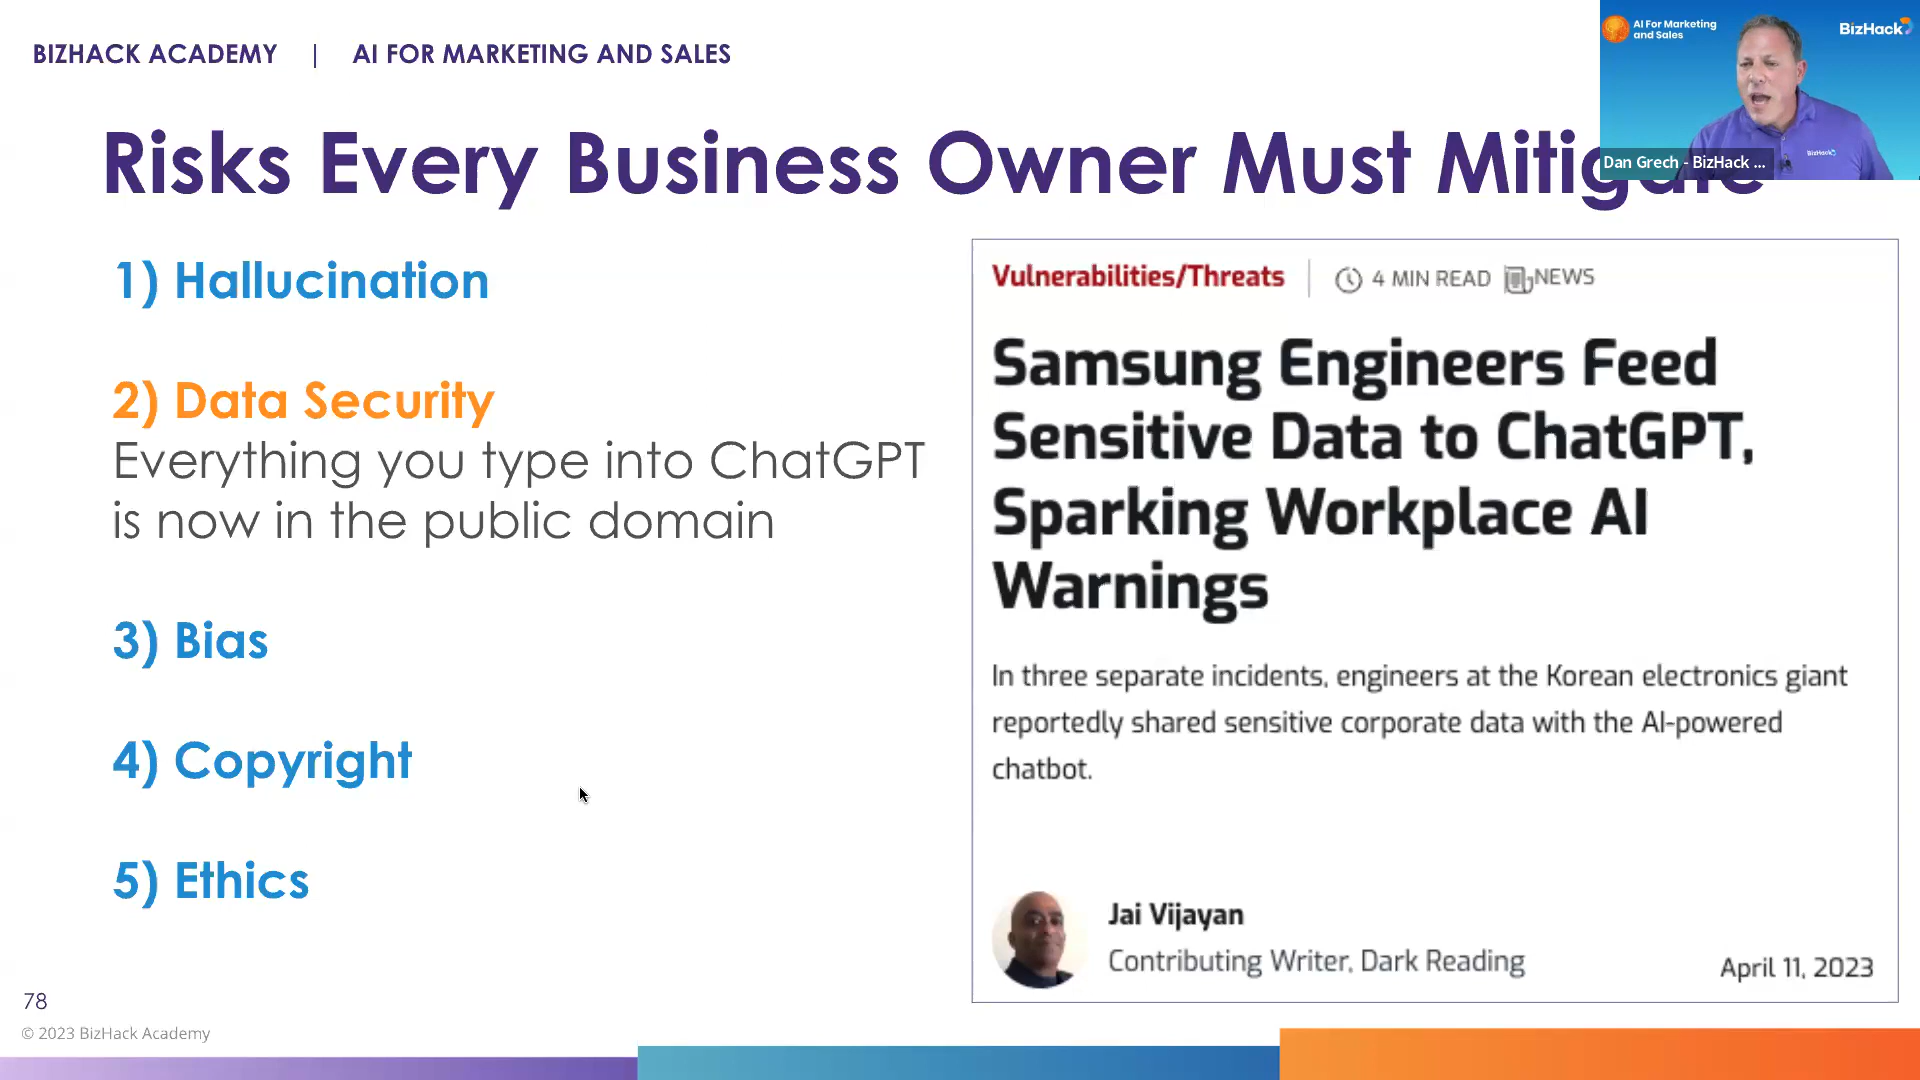 BIZHACK ACADEMY | AI FOR MARKETING AND SALES
AI For Marketing
and Sales
BizHack
BizHack
Dan Grech - BizHack ...
Risks Every Business Owner Must Mitigate
1) Hallucination
2) Data Security
Everything you type into ChatGPT
is now in the public domain
3) Bias
4) Copyright
5) Ethics
Vulnerabilities/Threats | 4 MIN READ NEWS
Samsung Engineers Feed
Sensitive Data to ChatGPT,
Sparking Workplace AI
Warnings
In three separate incidents, engineers at the Korean electronics giant
reportedly shared sensitive corporate data with the AI-powered
chatbot.
Jai Vijayan
Contributing Writer, Dark Reading
April 11, 2023
78
© 2023 BizHack Academy